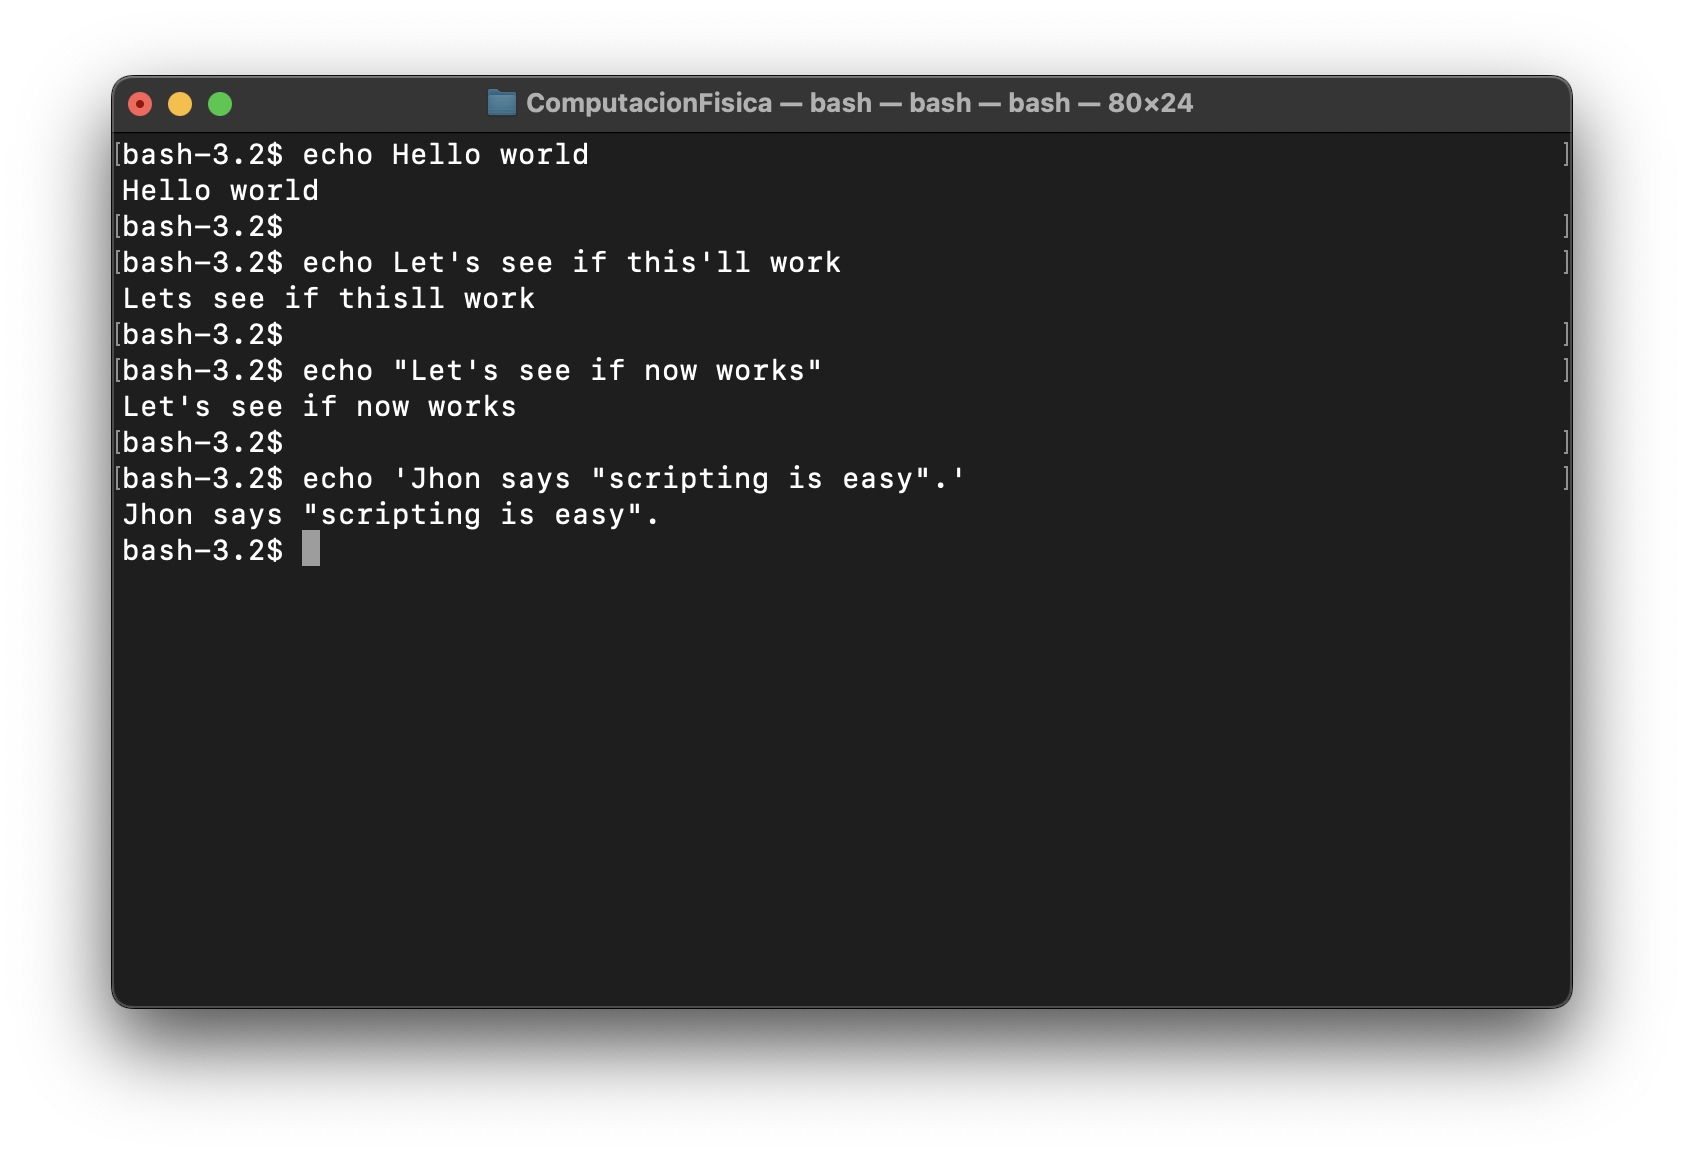 ComputacionFisica — bash — bash — bash — 80×24
[bash-3.2$ echo Hello world ]
Hello world
[bash-3.2$ ]
[bash-3.2$ echo Let's see if this'll work ]
Lets see if thisll work
[bash-3.2$ ]
[bash-3.2$ echo "Let's see if now works" ]
Let's see if now works
[bash-3.2$ ]
[bash-3.2$ echo 'Jhon says "scripting is easy".' ]
Jhon says "scripting is easy".
bash-3.2$